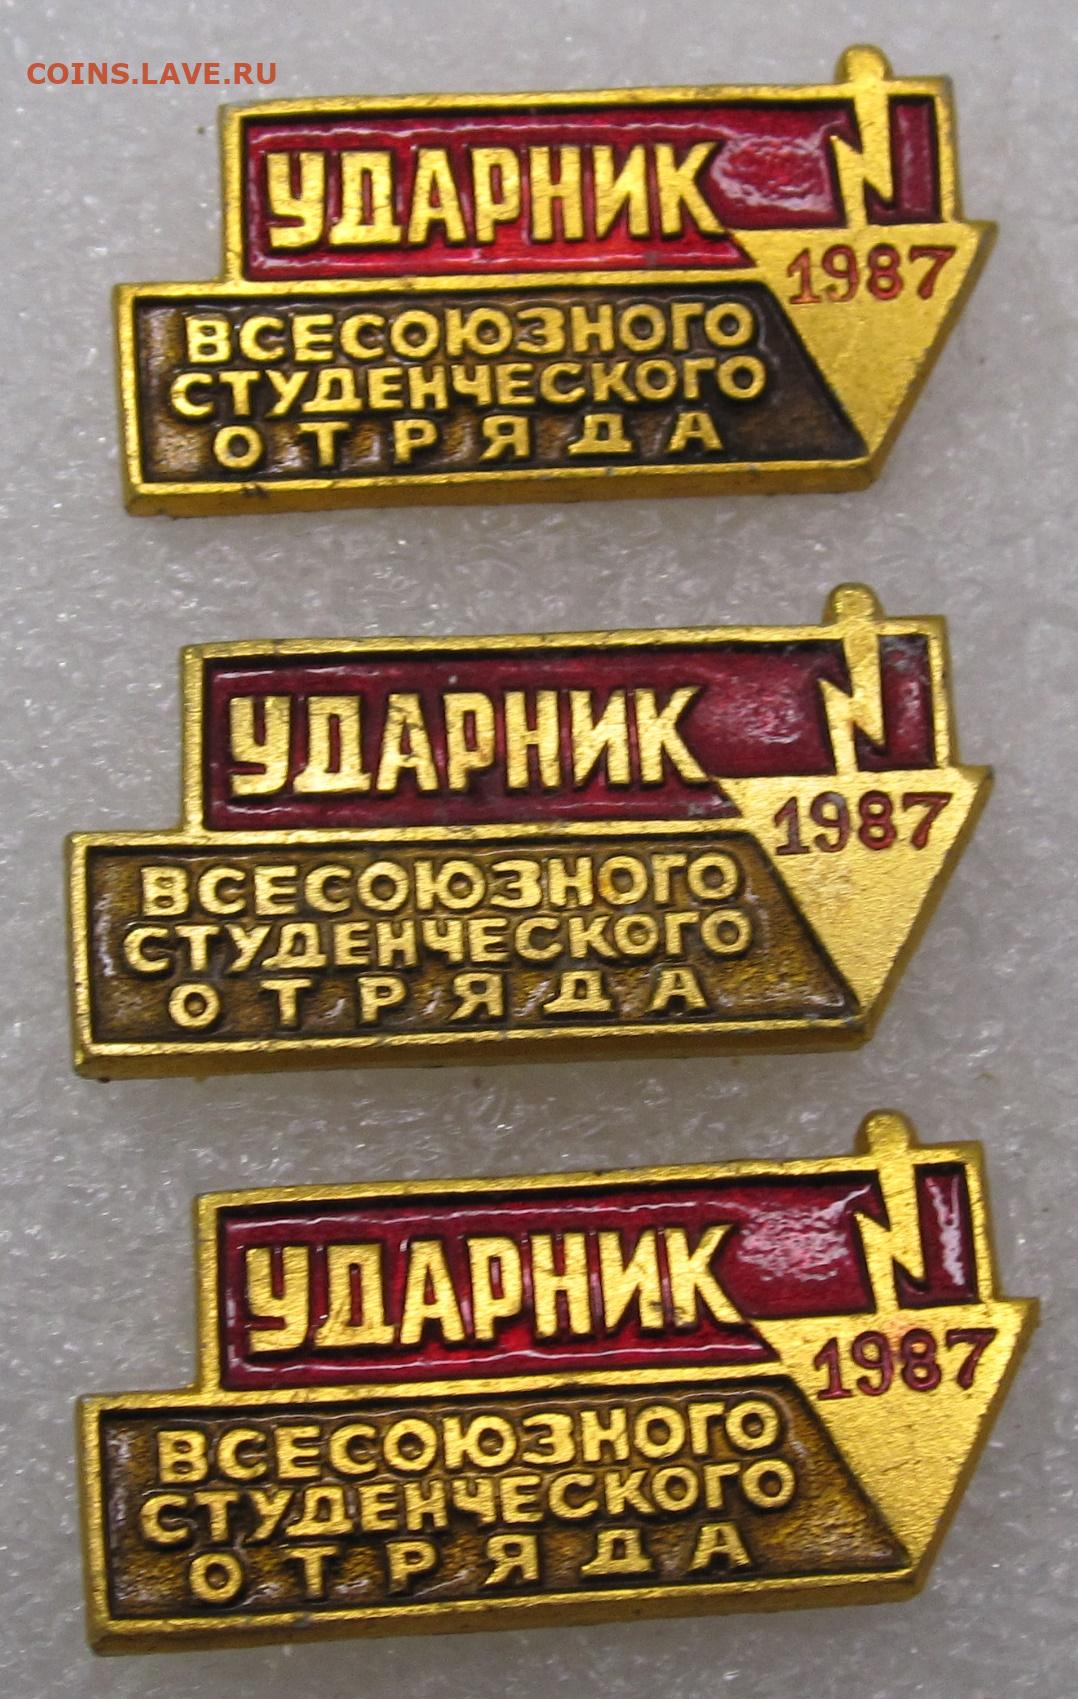 COINS.LAVE.RU
УДАРНИК
1987
ВСЕСОЮЗНОГО
СТУДЕНЧЕСКОГО
ОТРЯДА
УДАРНИК
1987
ВСЕСОЮЗНОГО
СТУДЕНЧЕСКОГО
ОТРЯДА
УДАРНИК
1987
ВСЕСОЮЗНОГО
СТУДЕНЧЕСКОГО
ОТРЯДА